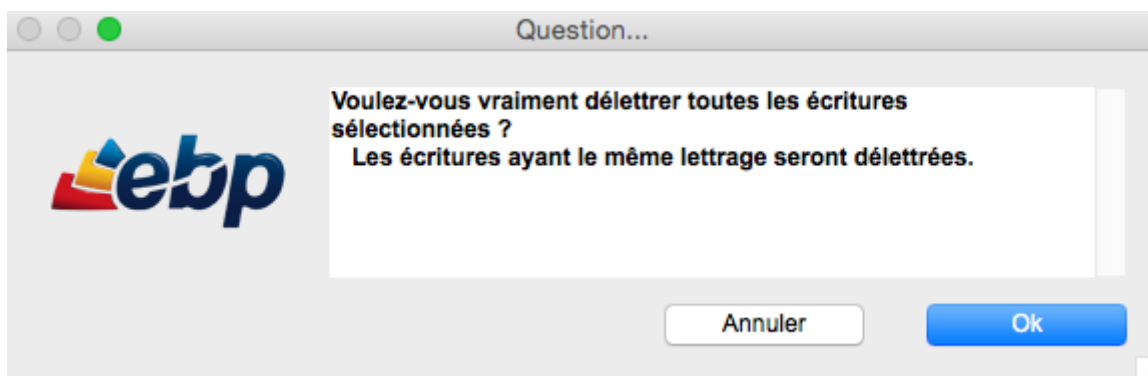 Question...
Voulez-vous vraiment délettrer toutes les écritures
sélectionnées ?
Les écritures ayant le même lettrage seront délettrées.
ebp
Annuler
Ok